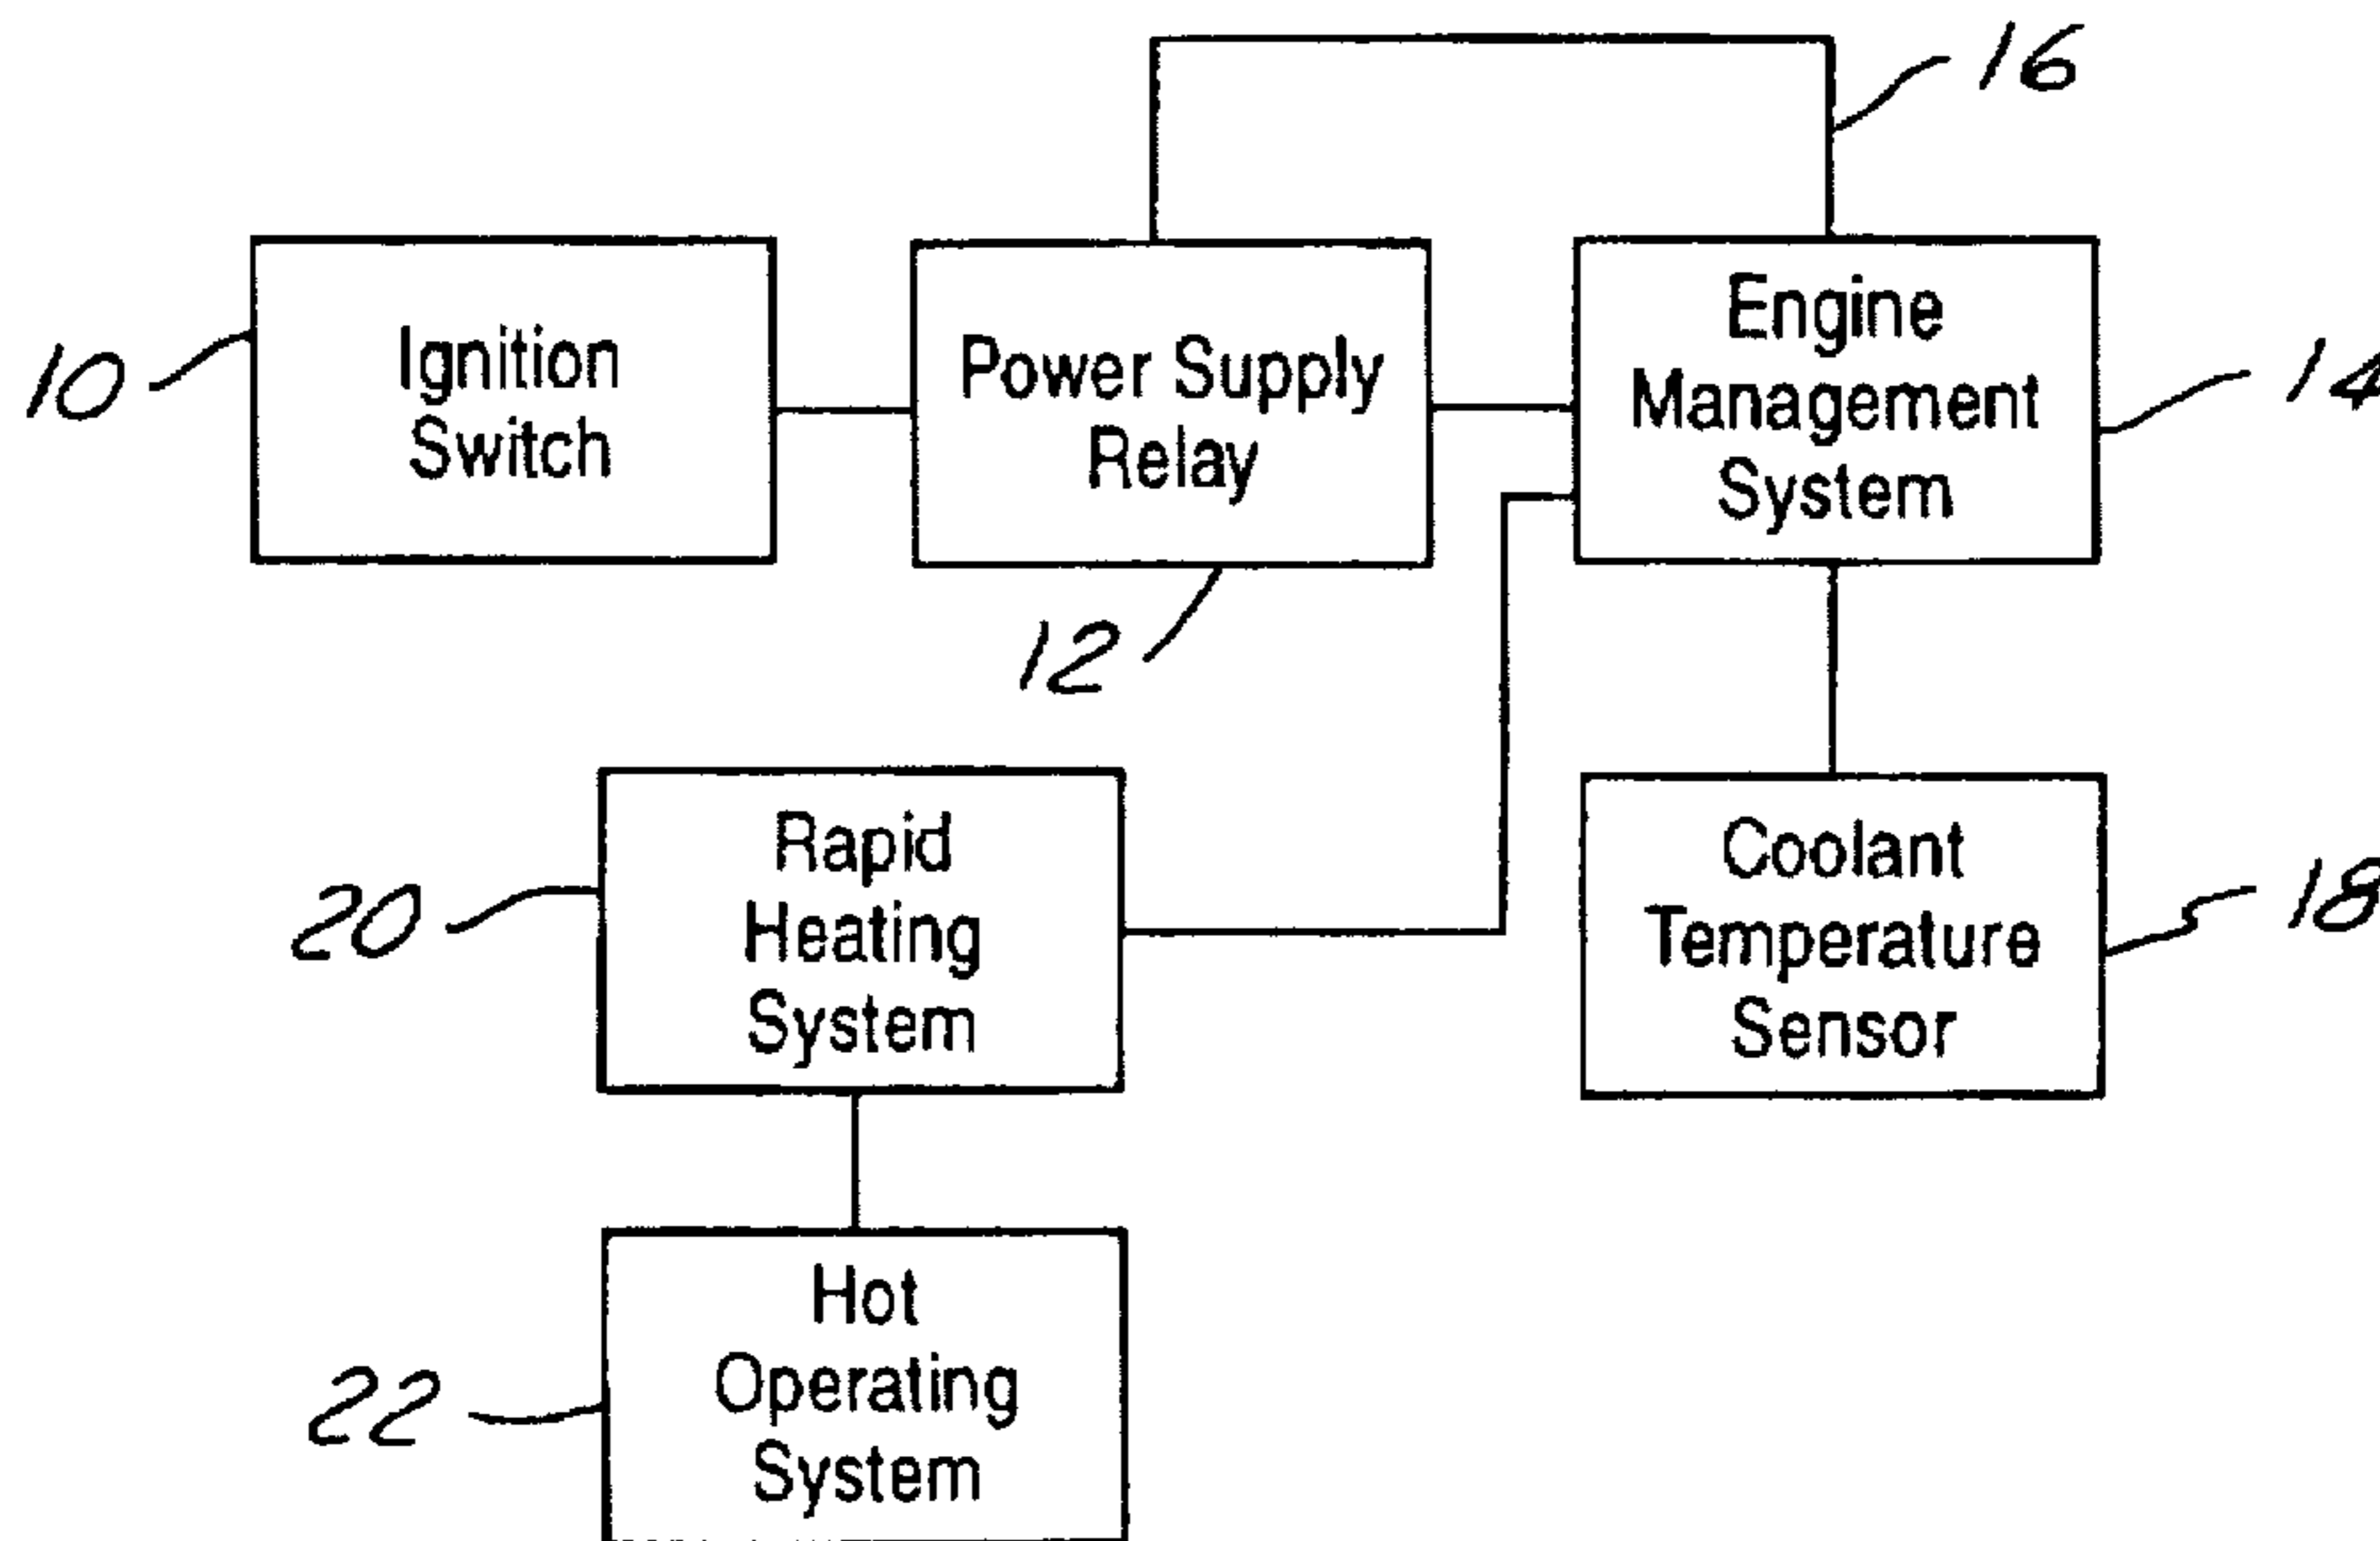 16
Ignition
Switch
10
Power Supply
Relay
12
Engine
Management
System
14
Rapid
Heating
System
20
Coolant
Temperature
Sensor
18
Hot
Operating
System
22